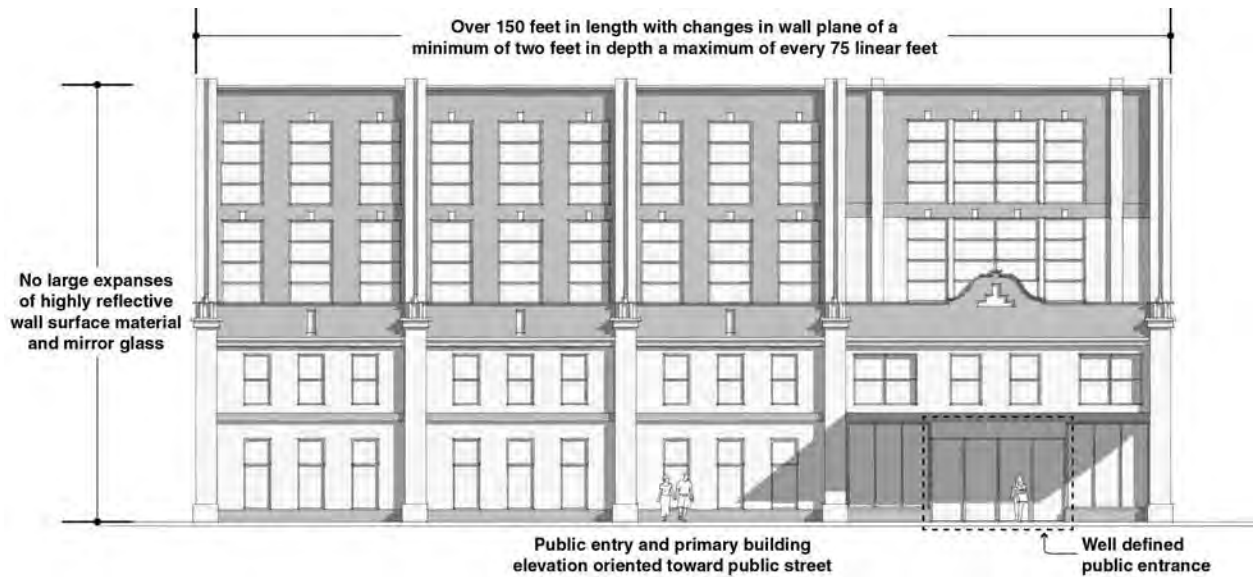 Over 150 feet in length with changes in wall plane of a
minimum of two feet in depth a maximum of every 75 linear feet
No large expanses
of highly reflective
wall surface material
and mirror glass
Public entry and primary building
elevation oriented toward public street
Well defined
public entrance